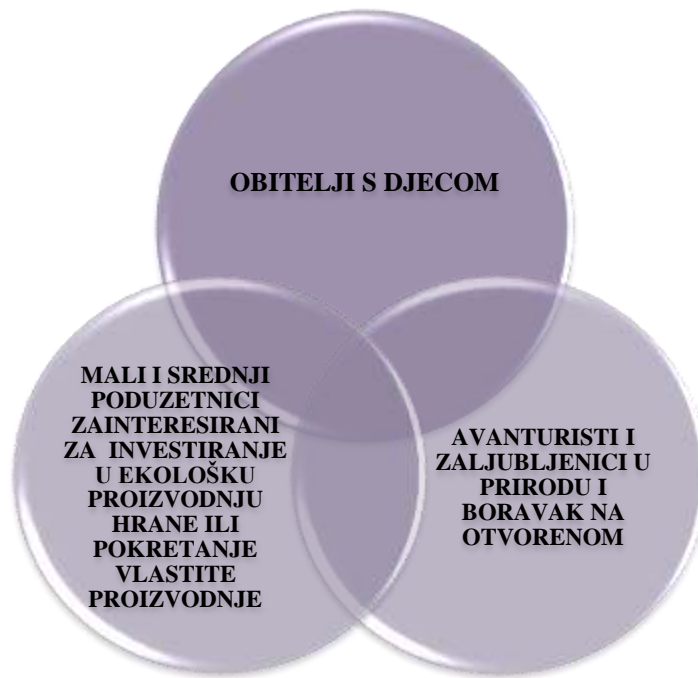 OBITELJI S DJECOM
MALI I SREDNJI
PODUZETNICI
ZAINTERESIRANI
ZA INVESTIRANJE
U EKOLOŠKU
PROIZVODNJU
HRANE ILI
POKRETANJE
VLASTITE
PROIZVODNJE
AVANTURISTI I
ZALJUBLJENICI U
PRIRODU I
BORAVAK NA
OTVORENOM